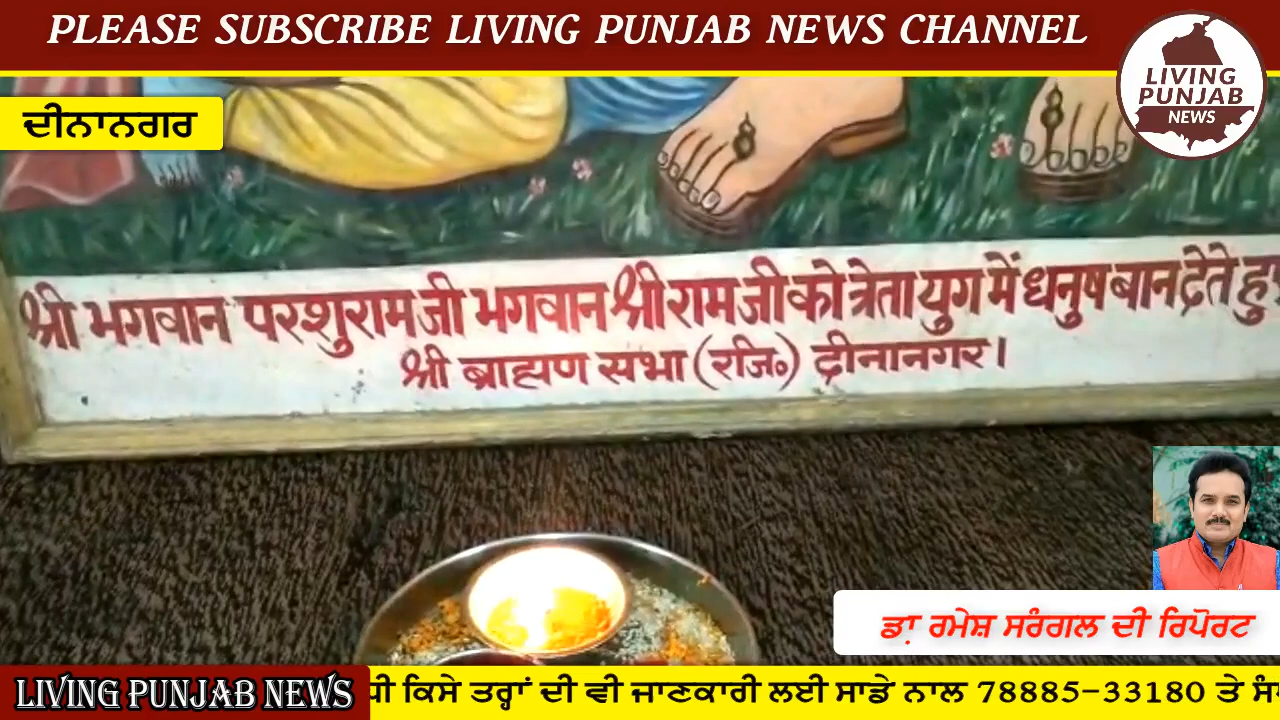 PLEASE SUBSCRIBE LIVING PUNJAB NEWS CHANNEL
LIVING
PUNJAB
NEWS
ਦੀਨਾਨਗਰ
श्री भगवान परशुराम जी भगवान श्री राम जी को त्रेता युग में धनुष बान देते
श्री ब्राह्मण सभा (रजि॰) दीनानगर।
ਡਾ਼ ਰਮੇਸ਼ ਸਰੰਗਲ ਦੀ ਰਿਪੋਰਟ
LIVING PUNJAB NEWS
ਕਿਸੇ ਤਰ੍ਹਾਂ ਦੀ ਵੀ ਜਾਣਕਾਰੀ ਲਈ ਸਾਡੇ ਨਾਲ 78885-33180 ਤੇ